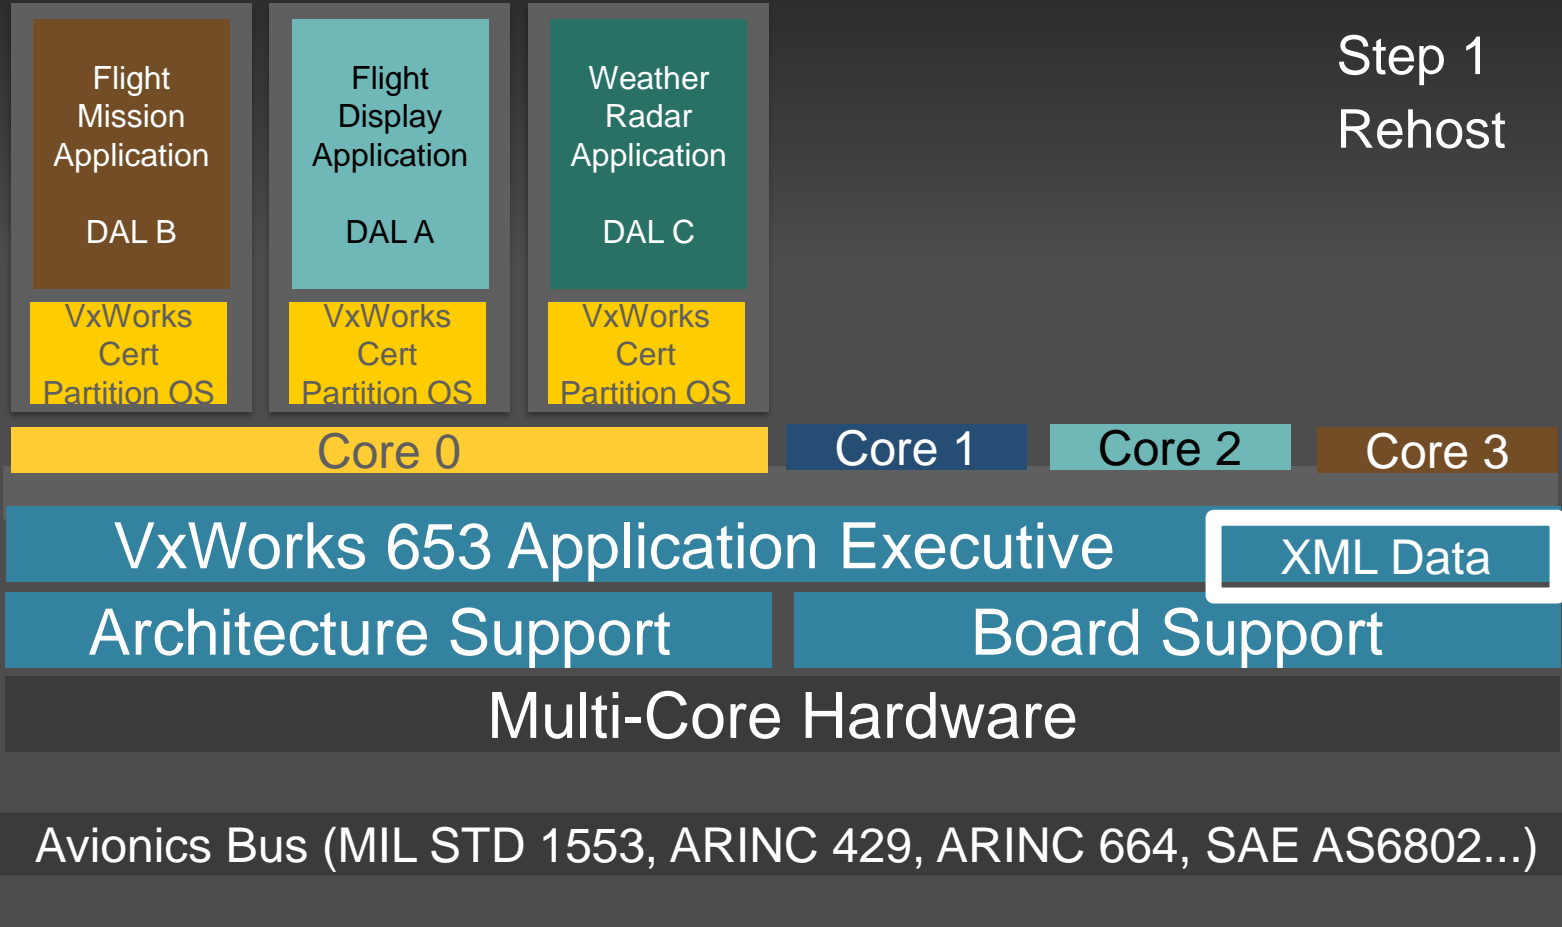 Flight
Mission
Application
DAL B
Flight
Display
Application
DAL A
Weather
Radar
Application
DAL C
Step 1
Rehost
VxWorks
Cert
Partition OS
VxWorks
Cert
Partition OS
VxWorks
Cert
Partition OS
Core 0
Core 1
Core 2
Core 3
VxWorks 653 Application Executive
XML Data
Architecture Support
Board Support
Multi-Core Hardware
Avionics Bus (MIL STD 1553, ARINC 429, ARINC 664, SAE AS6802...)